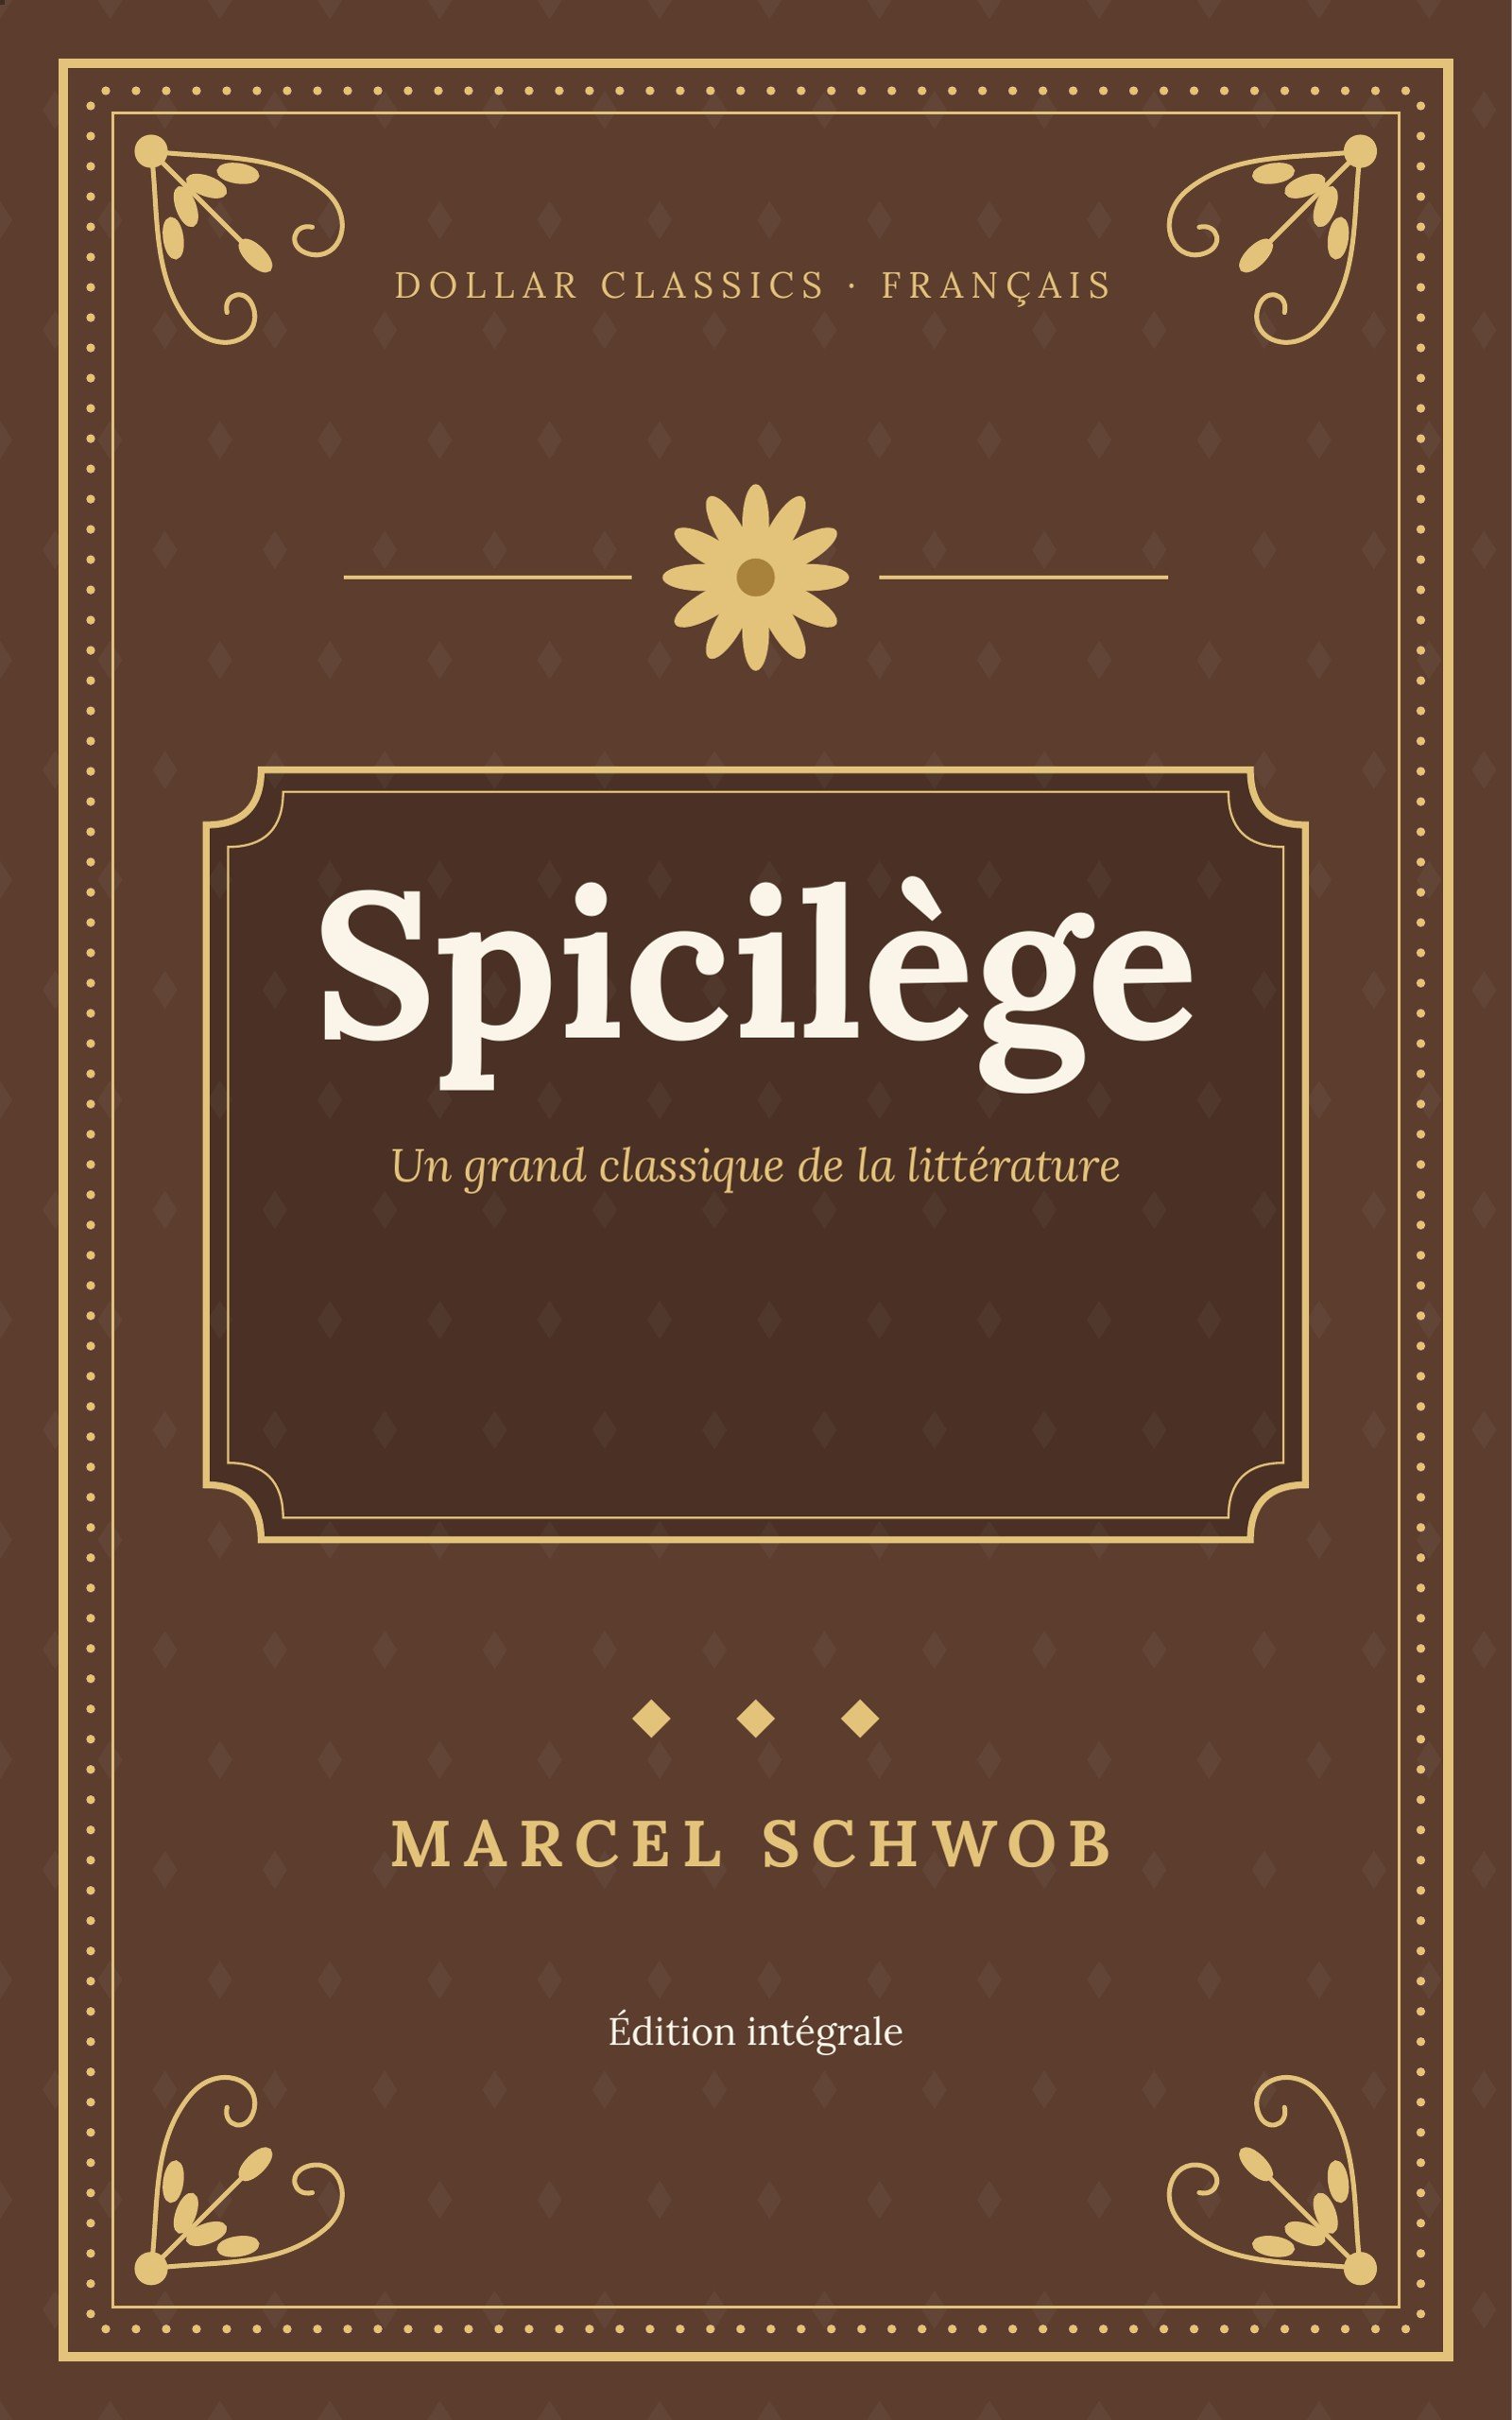 DOLLAR CLASSICS · FRANÇAIS
Spicilège
Un grand classique de la littérature
MARCEL SCHWOB
Édition intégrale